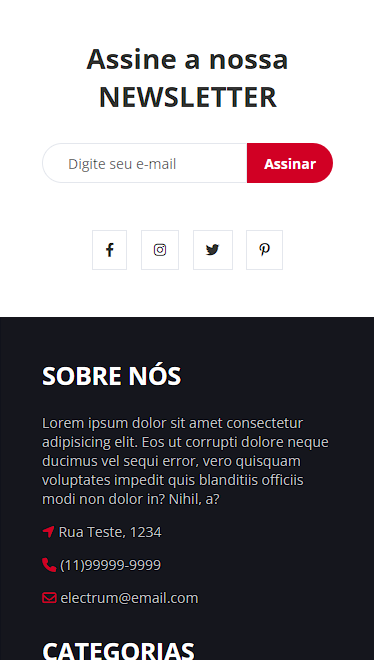 Assine a nossa
NEWSLETTER
Digite seu e-mail
Assinar
SOBRE NÓS
Lorem ipsum dolor sit amet consectetur
adipisicing elit. Eos ut corrupti dolore neque
ducimus vel sequi error, vero quisquam
voluptates impedit quis blanditiis officiis
modi non dolor in? Nihil, a?
Rua Teste, 1234
(11)99999-9999
electrum@email.com
CATEGORIAS